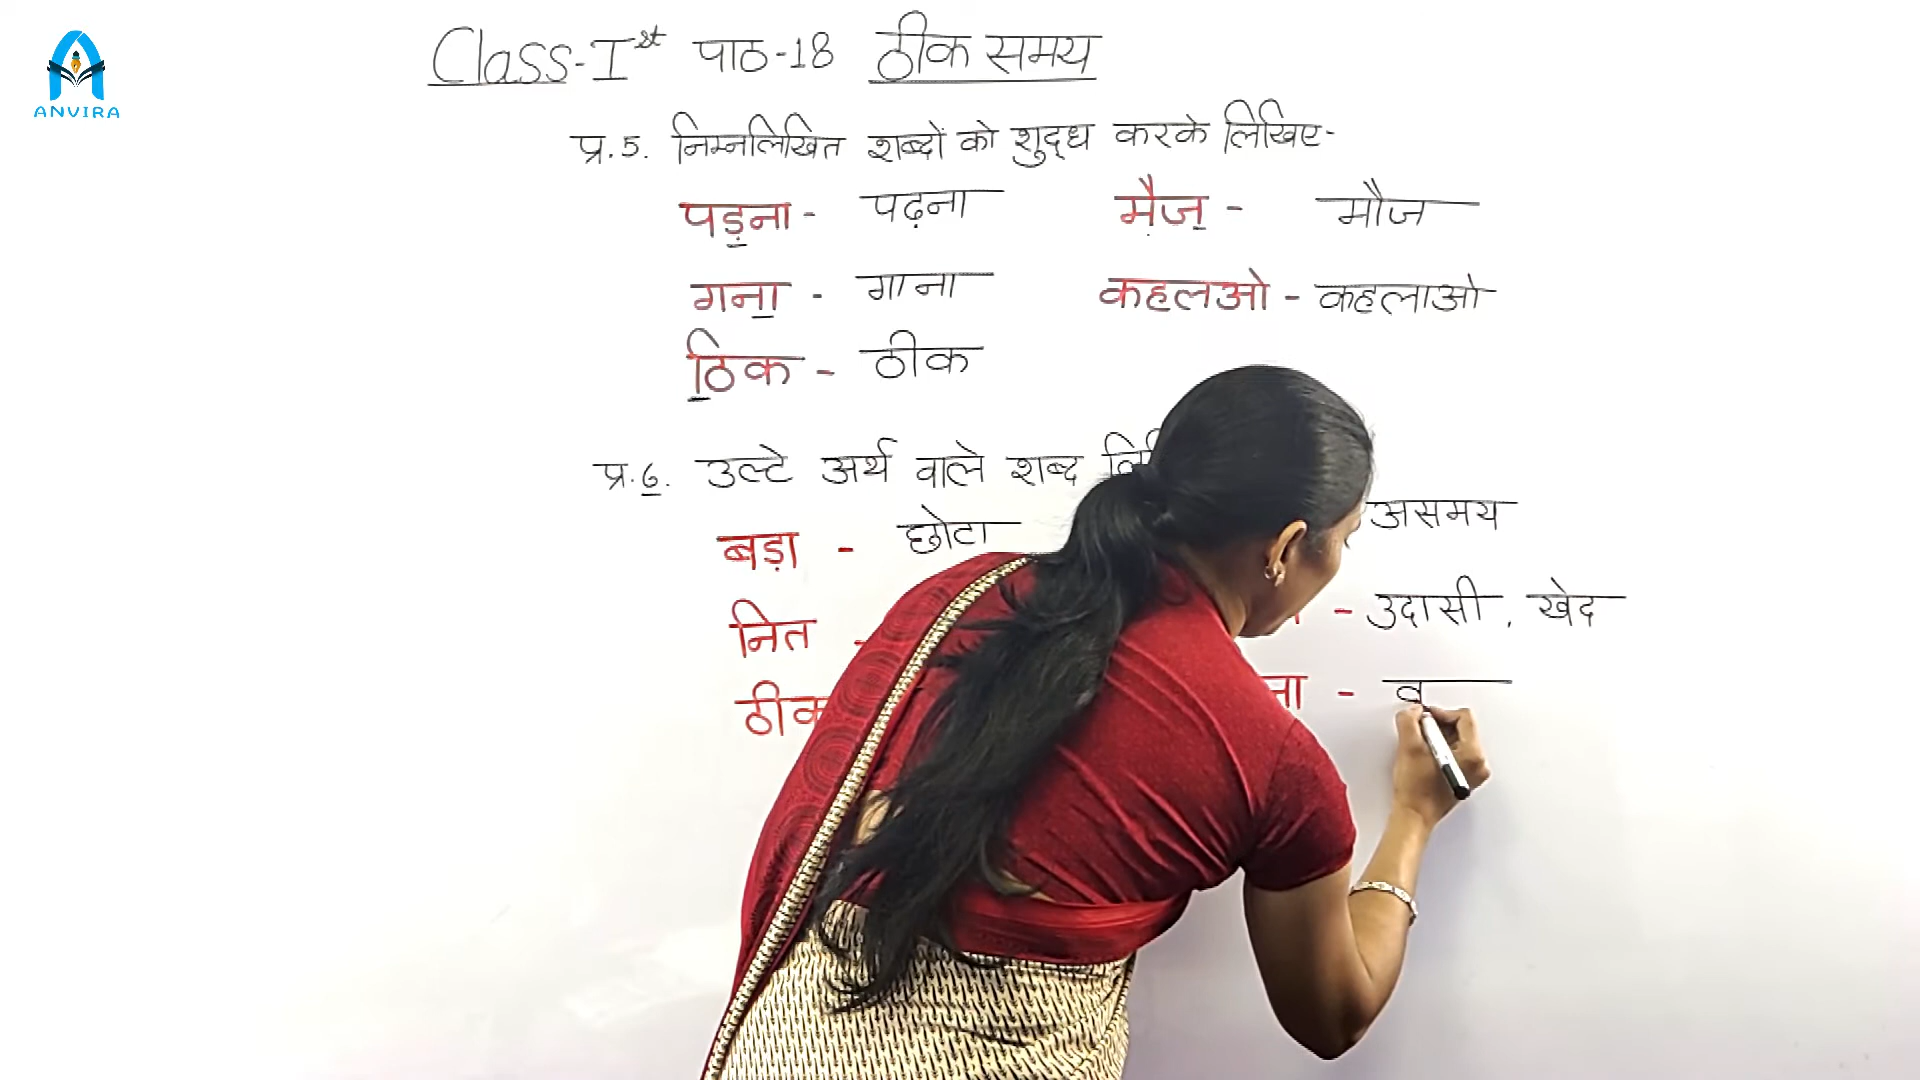 ANVIRA
Class-Ist पाठ-18 ठीक समय
प्र.5. निम्नलिखित शब्दों को शुद्ध करके लिखिए-
पड़ना - पढ़ना मैज़ - मौज
गना - गाना कहलओ - कहलाओ
ठिक - ठीक
प्र.6. उल्टे अर्थ वाले शब्द
बड़ा - छोटा असमय
नित - - उदासी, खेद
ठीक -